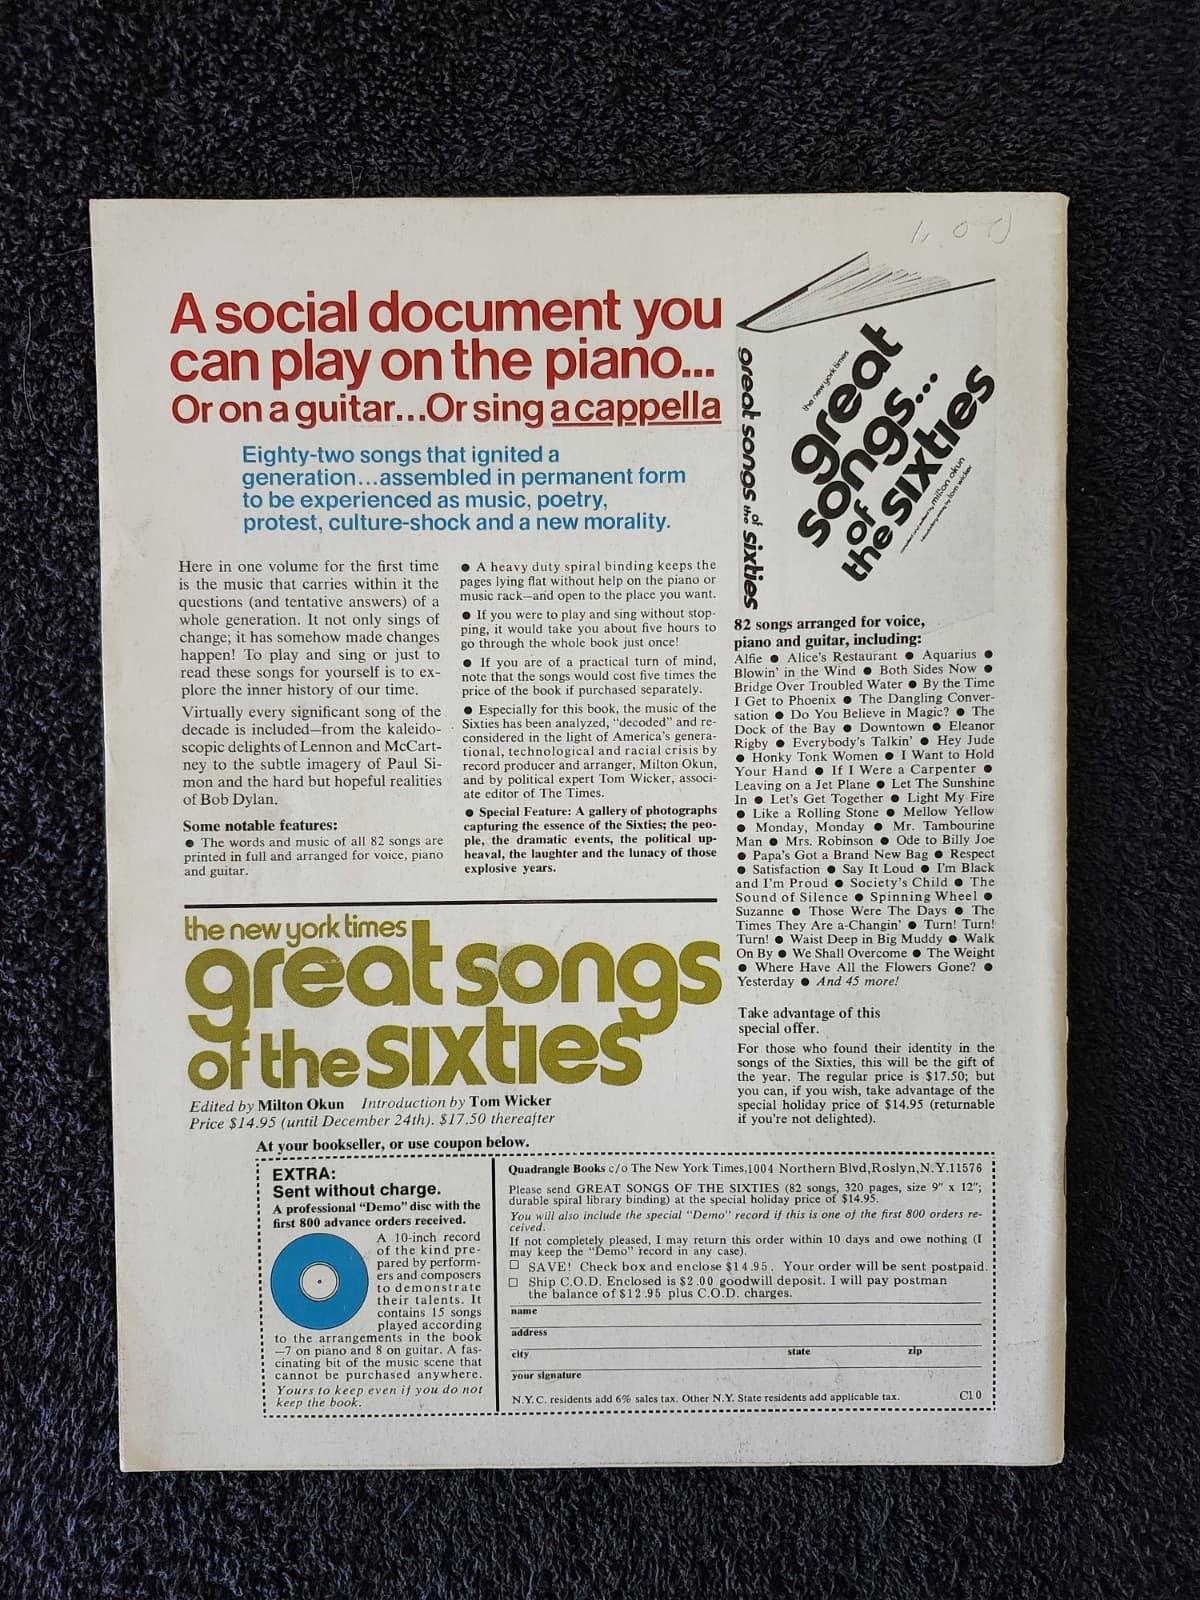 1.00
A social document you
can play on the piano...
Or on a guitar...Or sing a cappella
Eighty-two songs that ignited a
generation...assembled in permanent form
to be experienced as music, poetry,
protest, culture-shock and a new morality.
Here in one volume for the first time
is the music that carries within it the
questions (and tentative answers) of a
whole generation. It not only sings of
change; it has somehow made changes
happen! To play and sing or just to
read these songs for yourself is to ex-
plore the inner history of our time.
Virtually every significant song of the
decade is included—from the kaleido-
scopic delights of Lennon and McCart-
ney to the subtle imagery of Paul Si-
mon and the hard but hopeful realities
of Bob Dylan.
Some notable features:
● The words and music of all 82 songs are
printed in full and arranged for voice, piano
and guitar.
● A heavy duty spiral binding keeps the
pages lying flat without help on the piano or
music rack—and open to the place you want.
● If you were to play and sing without stop-
ping, it would take you about five hours to
go through the whole book just once!
● If you are of a practical turn of mind,
note that the songs would cost five times the
price of the book if purchased separately.
● Especially for this book, the music of the
Sixties has been analyzed, "decoded" and re-
considered in the light of America's genera-
tional, technological and racial crisis by
record producer and arranger, Milton Okun,
and by political expert Tom Wicker, associ-
ate editor of The Times.
● Special Feature: A gallery of photographs
capturing the essence of the Sixties; the peo-
ple, the dramatic events, the political up-
heaval, the laughter and the lunacy of those
explosive years.
great songs of the sixties
the new york times
great
songs...
of
the sixties
milton okun
tom wicker
82 songs arranged for voice,
piano and guitar, including:
Alfie ● Alice's Restaurant ● Aquarius ●
Blowin' in the Wind ● Both Sides Now ●
Bridge Over Troubled Water ● By the Time
I Get to Phoenix ● The Dangling Conver-
sation ● Do You Believe in Magic? ● The
Dock of the Bay ● Downtown ● Eleanor
Rigby ● Everybody's Talkin' ● Hey Jude
● Honky Tonk Women ● I Want to Hold
Your Hand ● If I Were a Carpenter ●
Leaving on a Jet Plane ● Let The Sunshine
In ● Let's Get Together ● Light My Fire
● Like a Rolling Stone ● Mellow Yellow
● Monday, Monday ● Mr. Tambourine
Man ● Mrs. Robinson ● Ode to Billy Joe
● Papa's Got a Brand New Bag ● Respect
● Satisfaction ● Say It Loud ● I'm Black
and I'm Proud ● Society's Child ● The
Sound of Silence ● Spinning Wheel ●
Suzanne ● Those Were The Days ● The
Times They Are a-Changin' ● Turn! Turn!
Turn! ● Waist Deep in Big Muddy ● Walk
On By ● We Shall Overcome ● The Weight
● Where Have All the Flowers Gone? ●
Yesterday ● And 45 more!
Take advantage of this
special offer.
For those who found their identity in the
songs of the Sixties, this will be the gift of
the year. The regular price is $17.50; but
you can, if you wish, take advantage of the
special holiday price of $14.95 (returnable
if you're not delighted).
the new york times
great songs
of the sixties
Edited by Milton Okun Introduction by Tom Wicker
Price $14.95 (until December 24th). $17.50 thereafter
At your bookseller, or use coupon below.
EXTRA:
Sent without charge.
A professional "Demo" disc with the
first 800 advance orders received.
A 10-inch record
of the kind pre-
pared by perform-
ers and composers
to demonstrate
their talents. It
contains 15 songs
played according
to the arrangements in the book
—7 on piano and 8 on guitar. A fas-
cinating bit of the music scene that
cannot be purchased anywhere.
Yours to keep even if you do not
keep the book.
Quadrangle Books c/o The New York Times,1004 Northern Blvd,Roslyn,N.Y.11576
Please send GREAT SONGS OF THE SIXTIES (82 songs, 320 pages, size 9" x 12";
durable spiral library binding) at the special holiday price of $14.95.
You will also include the special "Demo" record if this is one of the first 800 orders re-
ceived.
If not completely pleased, I may return this order within 10 days and owe nothing (I
may keep the "Demo" record in any case).
□ SAVE! Check box and enclose $14.95. Your order will be sent postpaid.
□ Ship C.O.D. Enclosed is $2.00 goodwill deposit. I will pay postman
the balance of $12.95 plus C.O.D. charges.
name
address
city state zip
your signature
N.Y.C. residents add 6% sales tax. Other N.Y. State residents add applicable tax. C10